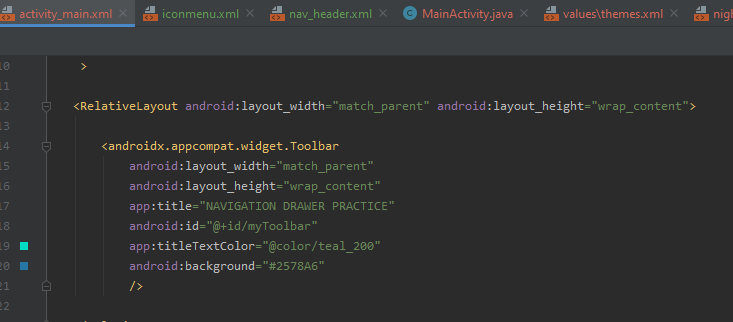 activity_main.xml iconmenu.xml nav_header.xml MainActivity.java values\themes.xml
10 >
11
12 <RelativeLayout android:layout_width="match_parent" android:layout_height="wrap_content">
13
14 <androidx.appcompat.widget.Toolbar
15 android:layout_width="match_parent"
16 android:layout_height="wrap_content"
17 app:title="NAVIGATION DRAWER PRACTICE"
18 android:id="@+id/myToolbar"
19 app:titleTextColor="@color/teal_200"
20 android:background="#2578A6"
21 />
22